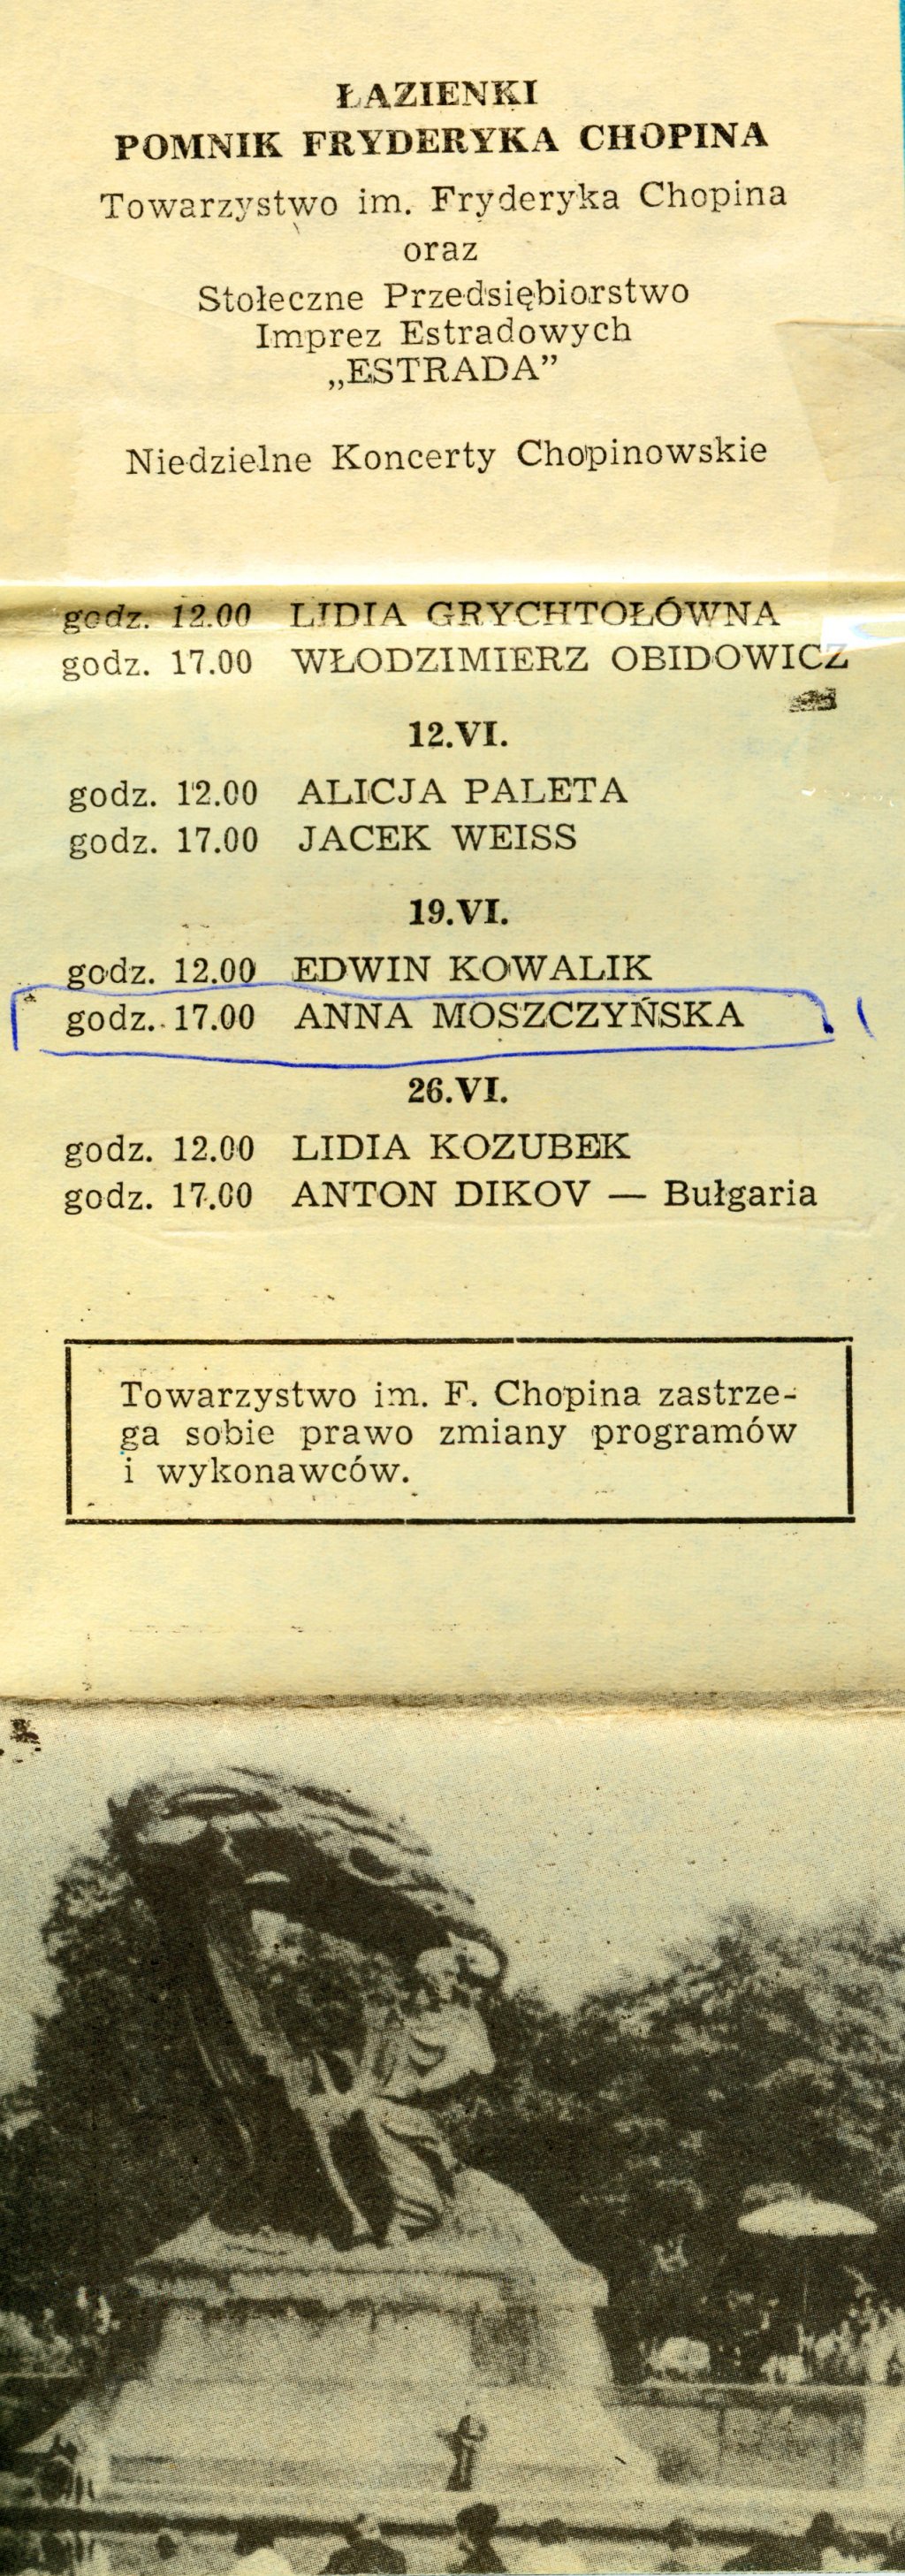 ŁAZIENKI
POMNIK FRYDERYKA CHOPINA
Towarzystwo im. Fryderyka Chopina
oraz
Stołeczne Przedsiębiorstwo
Imprez Estradowych
„ESTRADA”
Niedzielne Koncerty Chopinowskie
godz. 12.00 LIDIA GRYCHTOŁÓWNA
godz. 17.00 WŁODZIMIERZ OBIDOWICZ
12.VI.
godz. 12.00 ALICJA PALETA
godz. 17.00 JACEK WEISS
19.VI.
godz. 12.00 EDWIN KOWALIK
godz. 17.00 ANNA MOSZCZYŃSKA
26.VI.
godz. 12.00 LIDIA KOZUBEK
godz. 17.00 ANTON DIKOV — Bułgaria
Towarzystwo im. F. Chopina zastrze-
ga sobie prawo zmiany programów
i wykonawców.